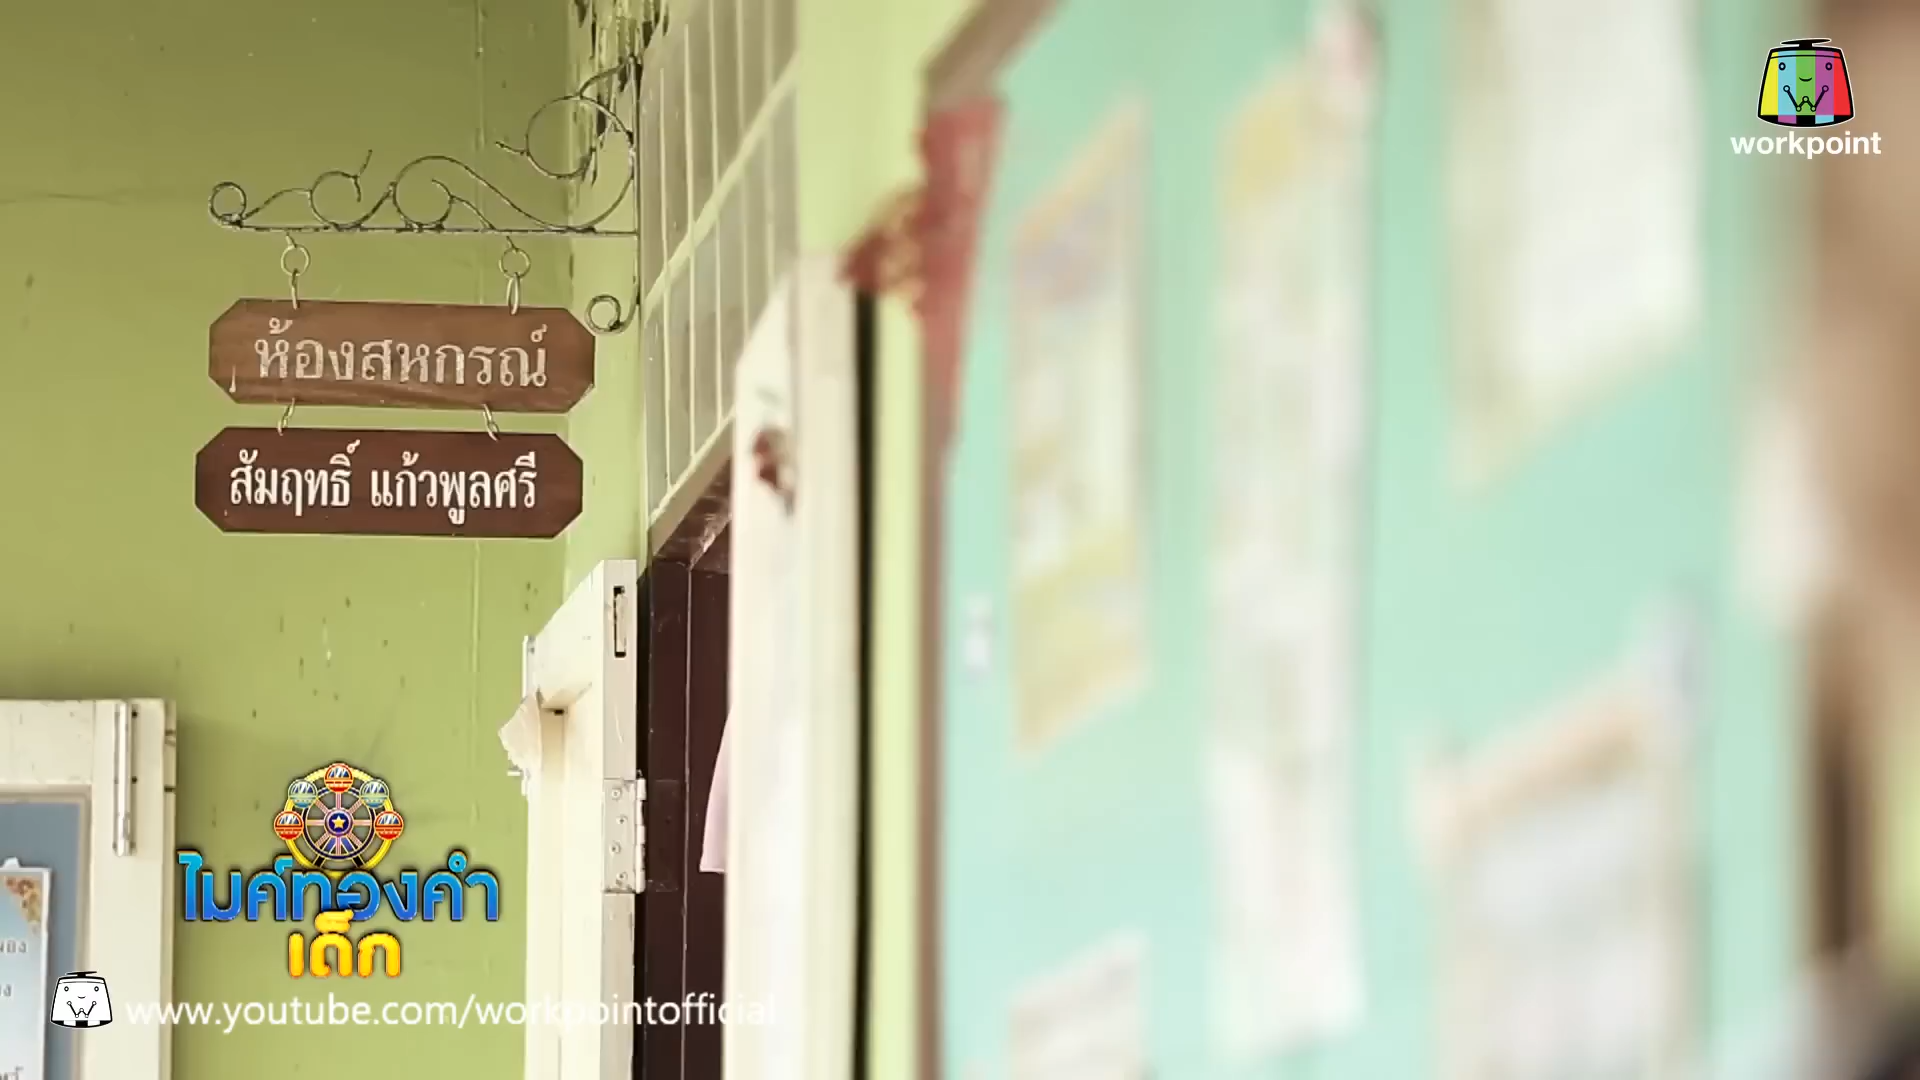 workpoint
ห้องสหกรณ์
สัมฤทธิ์ แก้วพูลศรี
ไมค์ทองคำ
เด็ก
www.youtube.com/workpointofficial